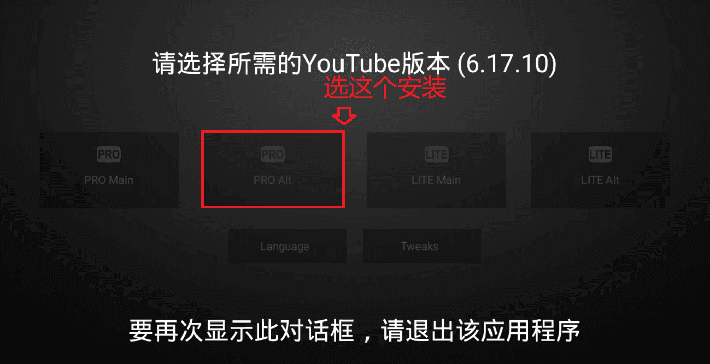 请选择所需的YouTube版本 (6.17.10)
选这个安装
PRO PRO LITE LITE
PRO Main PRO Alt LITE Main LITE Alt
Language Tweaks
要再次显示此对话框，请退出该应用程序